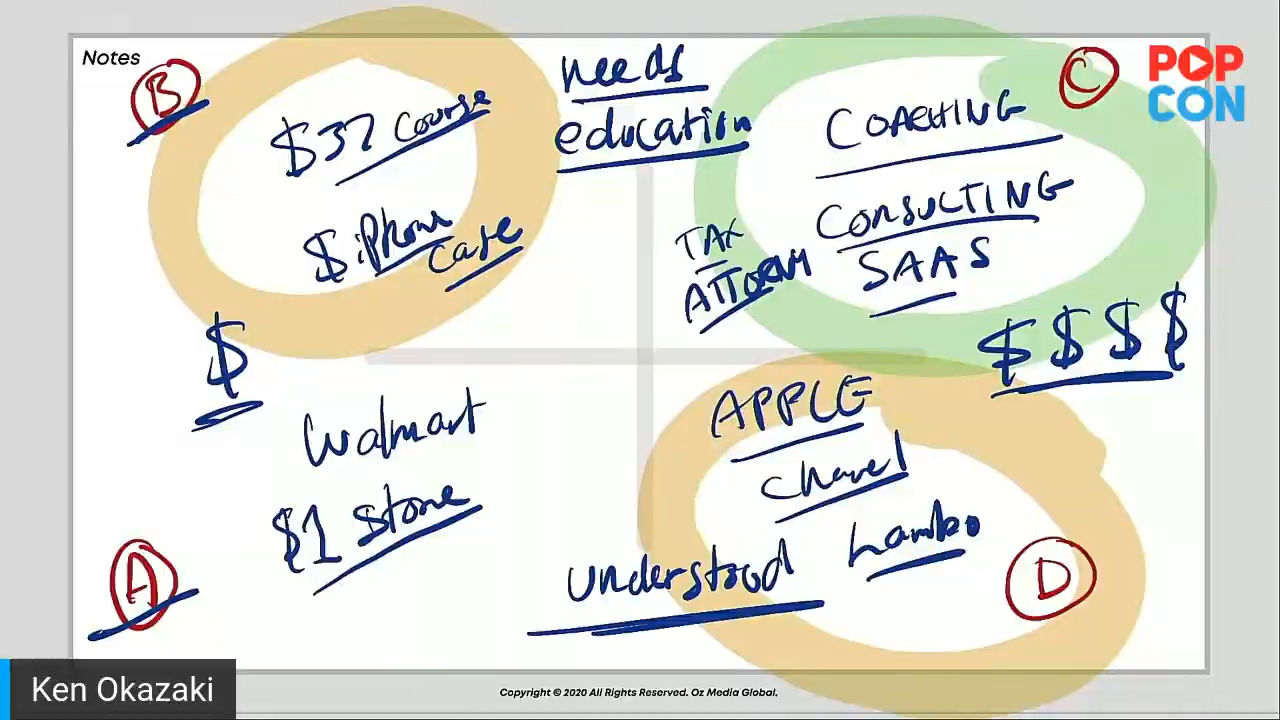 Notes
B
$37 Course
$ iPhone
case
needs
education
C
POP
CON
COACHING
CONSULTING
SAAS
TAX
ATTORNY
$
$ $ $ $
Walmart
$1 Store
A
APPLE
Chanel
Lambo
understood
D
Ken Okazaki
Copyright © 2020 All Rights Reserved. Oz Media Global.